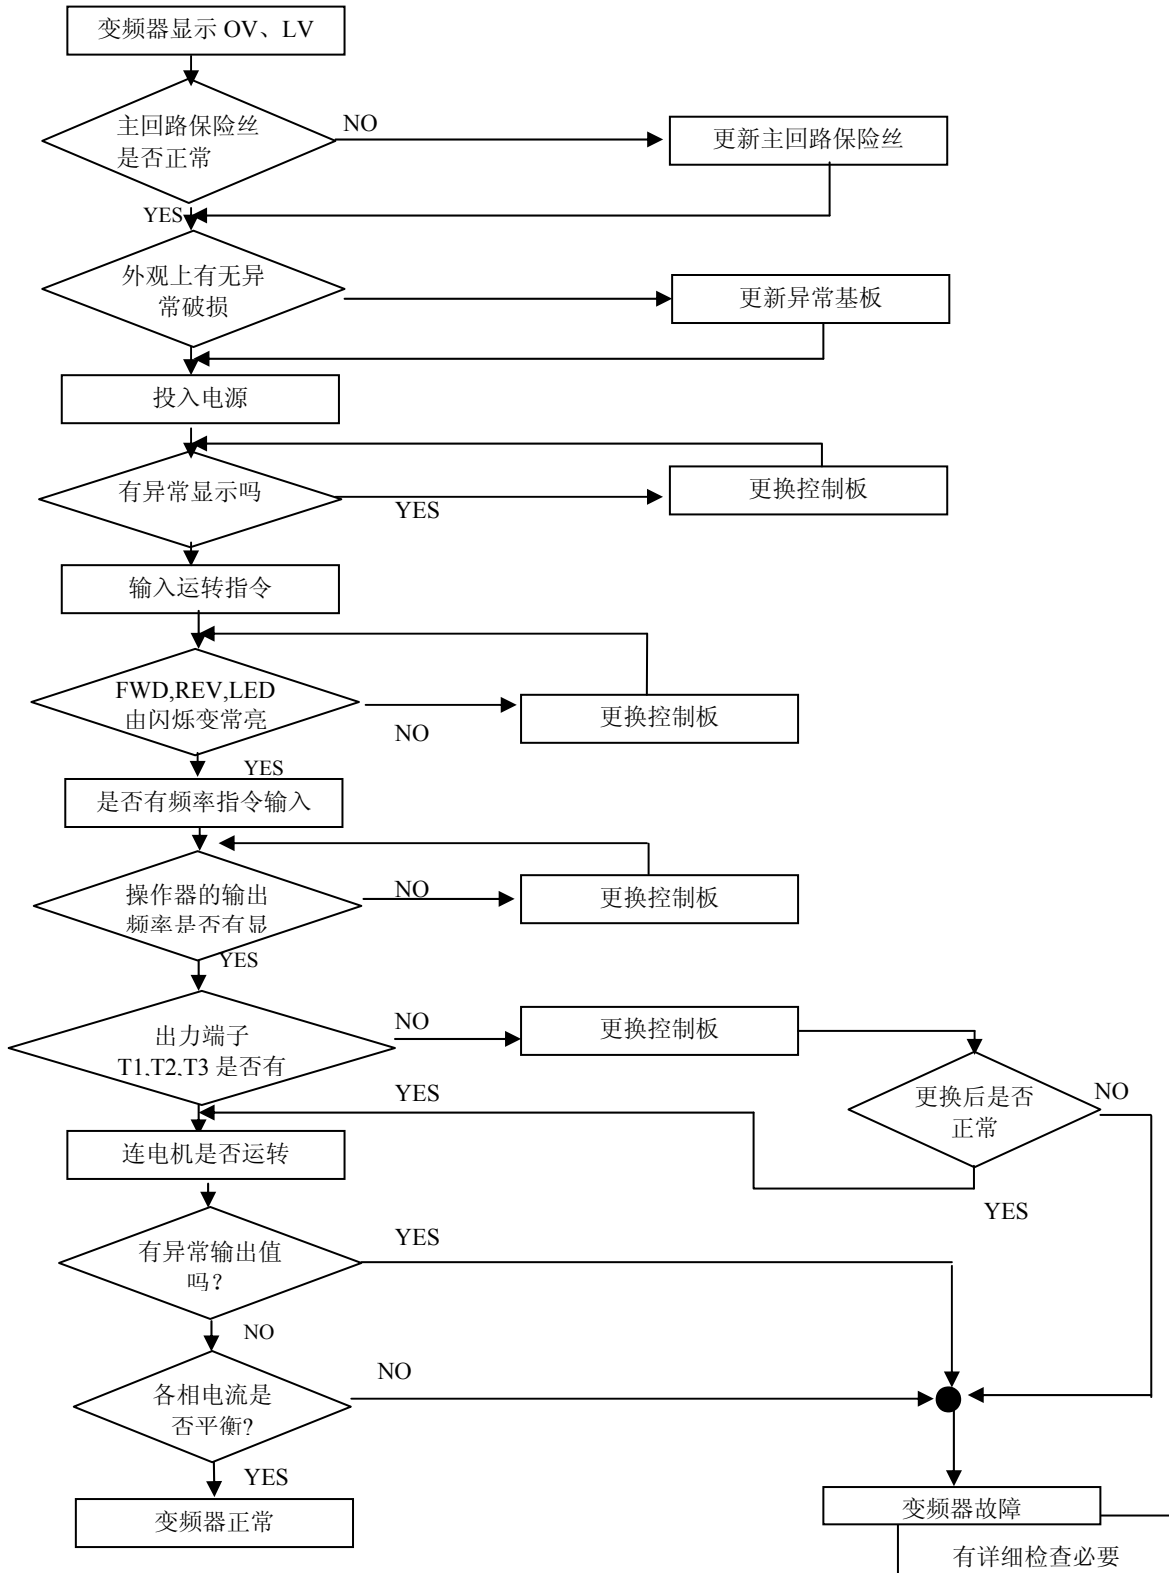 变频器显示 OV、LV
主回路保险丝
是否正常
NO
更新主回路保险丝
YES
外观上有无异
常破损
更新异常基板
投入电源
有异常显示吗
YES
更换控制板
输入运转指令
FWD,REV,LED
由闪烁变常亮
NO
更换控制板
YES
是否有频率指令输入
操作器的输出
频率是否有显
NO
更换控制板
YES
出力端子
T1,T2,T3 是否有
NO
更换控制板
更换后是否
正常
NO
YES
YES
连电机是否运转
有异常输出值
吗?
YES
NO
各相电流是
否平衡?
NO
YES
变频器正常
变频器故障
有详细检查必要